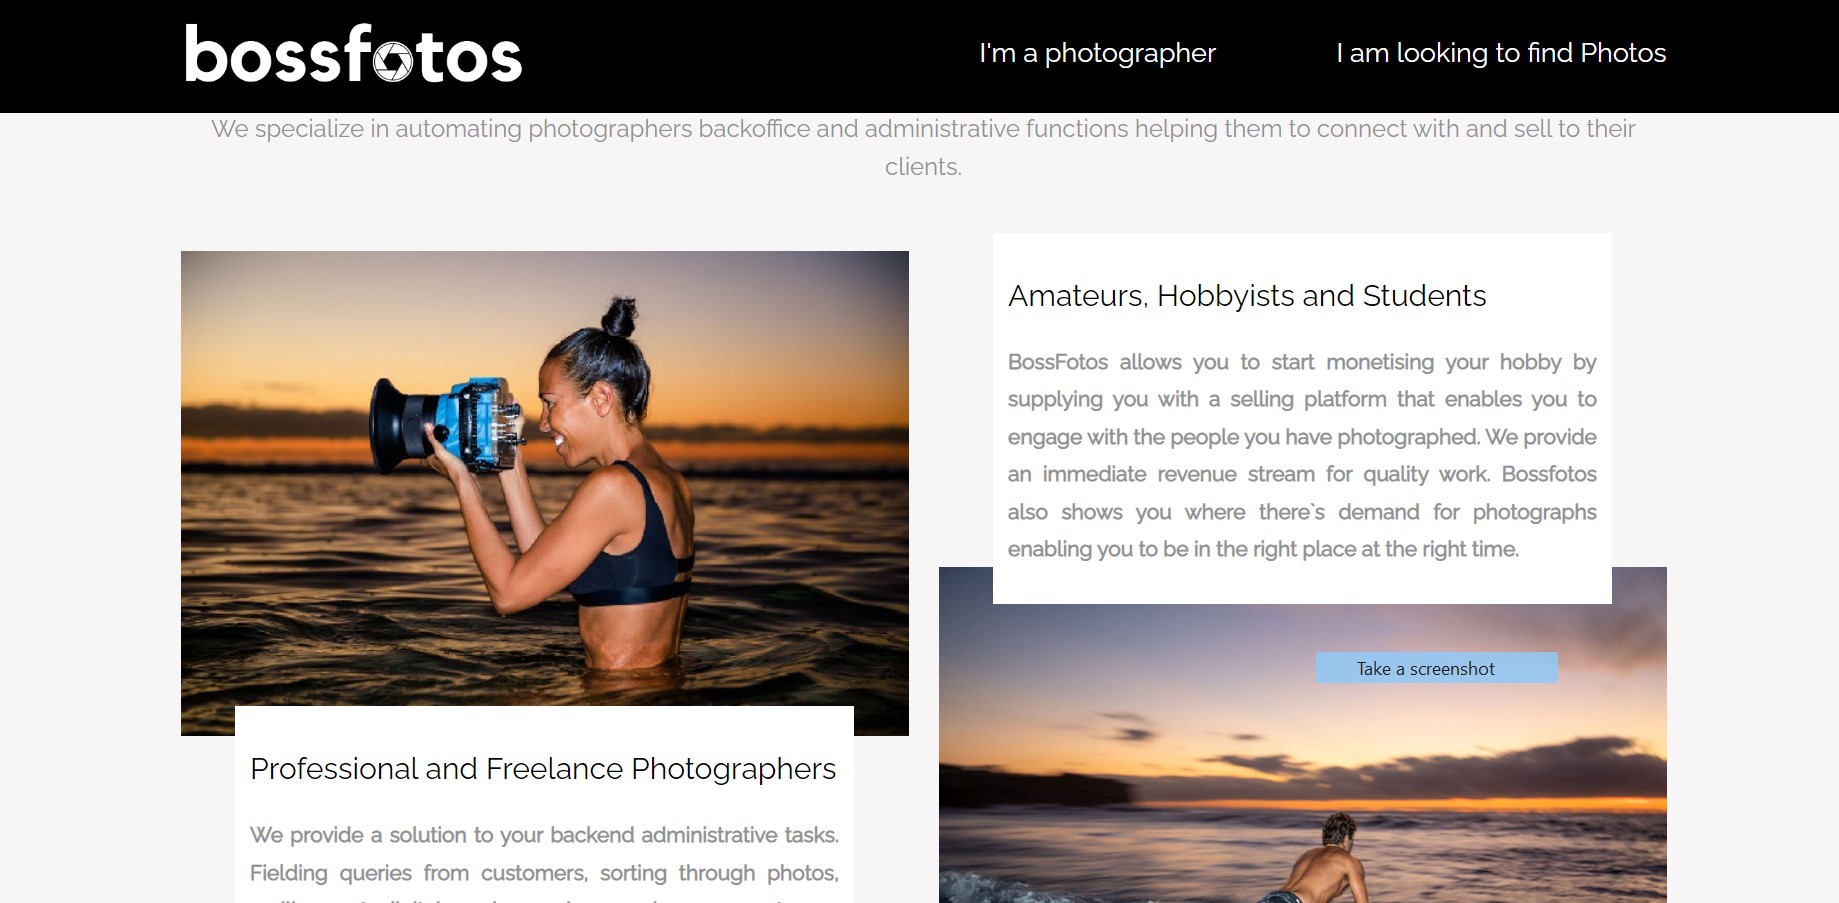 bossfotos
I'm a photographer
I am looking to find Photos
We specialize in automating photographers backoffice and administrative functions helping them to connect with and sell to their
clients.
Amateurs, Hobbyists and Students
BossFotos allows you to start monetising your hobby by
supplying you with a selling platform that enables you to
engage with the people you have photographed. We provide
an immediate revenue stream for quality work. Bossfotos
also shows you where there`s demand for photographs
enabling you to be in the right place at the right time.
Take a screenshot
Professional and Freelance Photographers
We provide a solution to your backend administrative tasks.
Fielding queries from customers, sorting through photos,